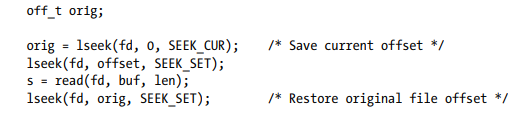 off_t orig;
orig = lseek(fd, 0, SEEK_CUR); /* Save current offset */
lseek(fd, offset, SEEK_SET);
s = read(fd, buf, len);
lseek(fd, orig, SEEK_SET); /* Restore original file offset */